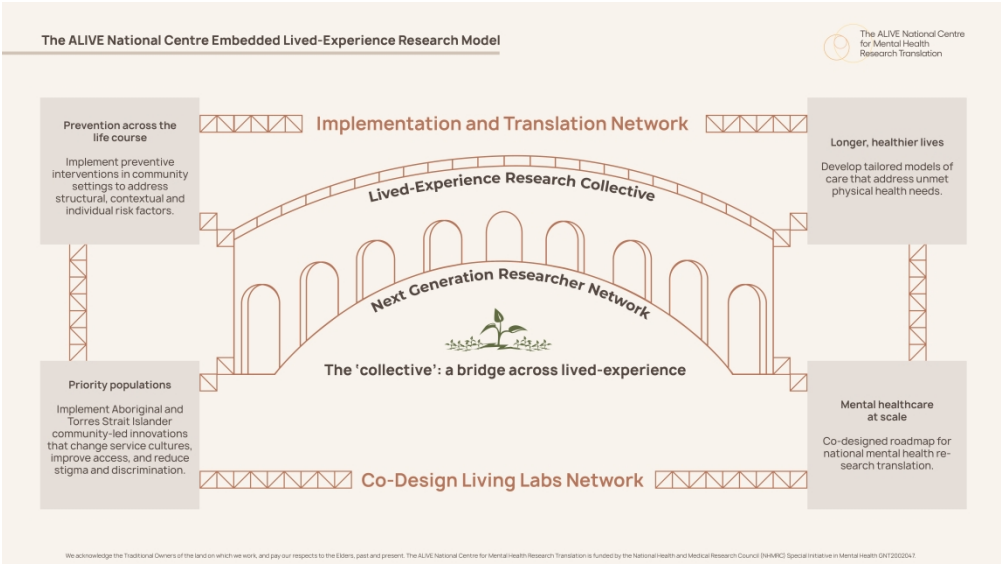 The ALIVE National Centre Embedded Lived-Experience Research Model
The ALIVE National Centre
for Mental Health
Research Translation
Prevention across the
life course
Implement preventive
interventions in community
settings to address
structural, contextual and
individual risk factors.
Implementation and Translation Network
Longer, healthier lives
Develop tailored models of
care that address unmet
physical health needs.
Lived-Experience Research Collective
Next Generation Researcher Network
The 'collective': a bridge across lived-experience
Priority populations
Implement Aboriginal and
Torres Strait Islander
community-led innovations
that change service cultures,
improve access, and reduce
stigma and discrimination.
Mental healthcare
at scale
Co-designed roadmap for
national mental health re-
search translation.
Co-Design Living Labs Network
We acknowledge the Traditional Owners of the land on which we work, and pay our respects to the Elders, past and present. The ALIVE National Centre for Mental Health Research Translation is funded by the National Health and Medical Research Council (NHMRC) Special Initiative in Mental Health GNT2002047.